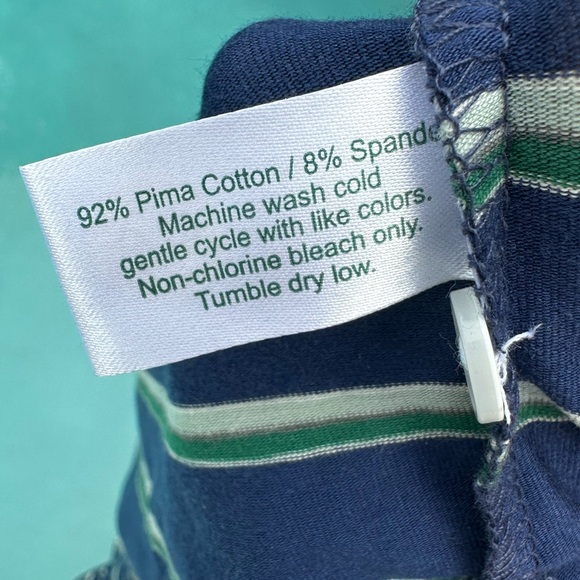 92% Pima Cotton / 8% Spande
Machine wash cold
gentle cycle with like colors.
Non-chlorine bleach only.
Tumble dry low.